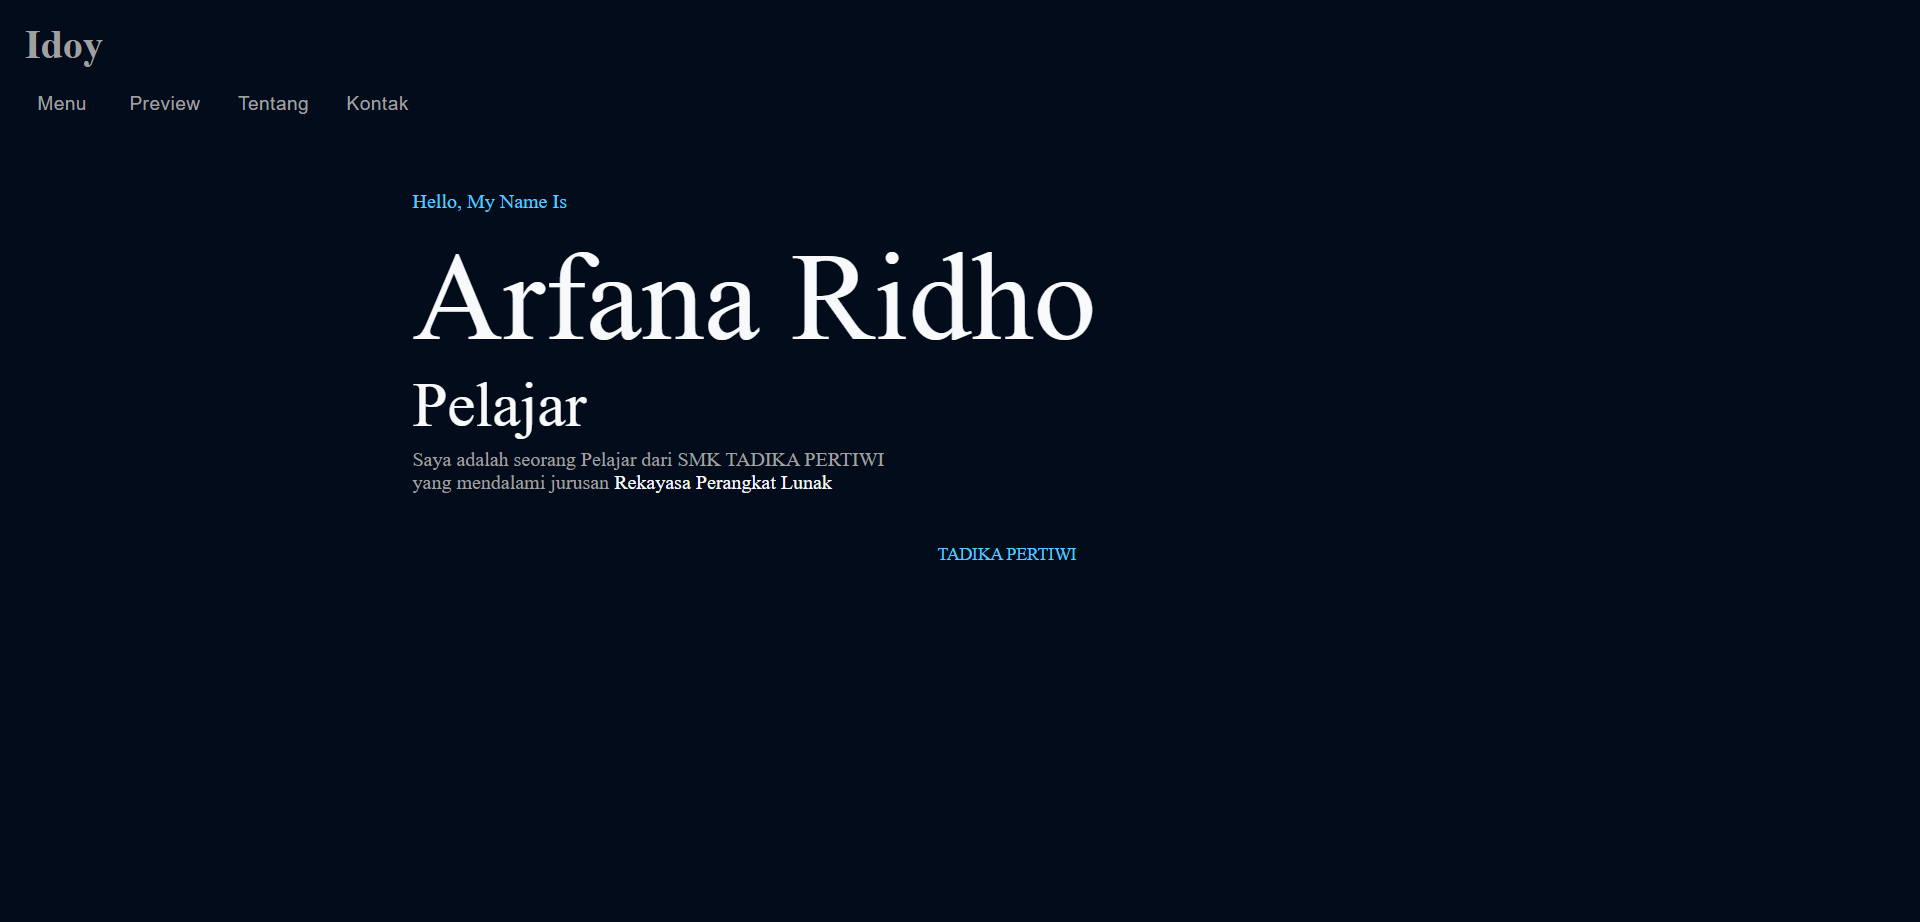 Idoy
Menu Preview Tentang Kontak
Hello, My Name Is
Arfana Ridho
Pelajar
Saya adalah seorang Pelajar dari SMK TADIKA PERTIWI
yang mendalami jurusan Rekayasa Perangkat Lunak
TADIKA PERTIWI